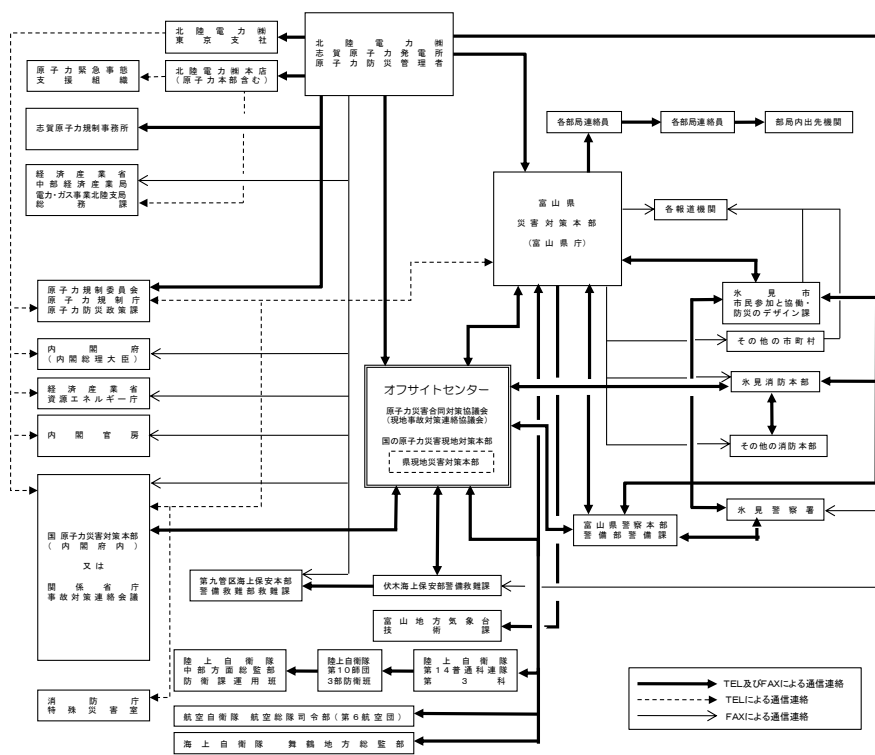 北陸電力㈱
東京支社
北陸電力㈱
志賀原子力発電所
原子力防災管理者
原子力緊急事態
支援組織
北陸電力㈱本店
(原子力本部含む)
志賀原子力規制事務所
各部局連絡員
各部局連絡員
部局内出先機関
経済産業省
中部経済産業局
電力・ガス事業北陸支局
総務課
富山県
災害対策本部
(富山県庁)
各報道機関
原子力規制委員会
原子力規制庁
原子力防災政策課
氷見市
市民参加と協働・
防災のデザイン課
内閣府
(内閣総理大臣)
その他の市町村
経済産業省
資源エネルギー庁
オフサイトセンター
原子力災害合同対策協議会
(現地事故対策連絡協議会)
国の原子力災害現地対策本部
県現地災害対策本部
氷見消防本部
内閣官房
その他の消防本部
国 原子力災害対策本部
(内閣府内)
又は
関係省庁
事故対策連絡会議
富山県警察本部
警備部警備課
氷見警察署
第九管区海上保安本部
警備救難部救難課
伏木海上保安部警備救難課
富山地方気象台
技術課
陸上自衛隊
中部方面総監部
防衛課運用班
陸上自衛隊
第10師団
3部防衛班
陸上自衛隊
第14普通科連隊
第3科
消防庁
特殊災害室
航空自衛隊 航空総隊司令部(第6航空団)
海上自衛隊 舞鶴地方総監部
TEL及びFAXによる通信連絡
TELによる通信連絡
FAXによる通信連絡